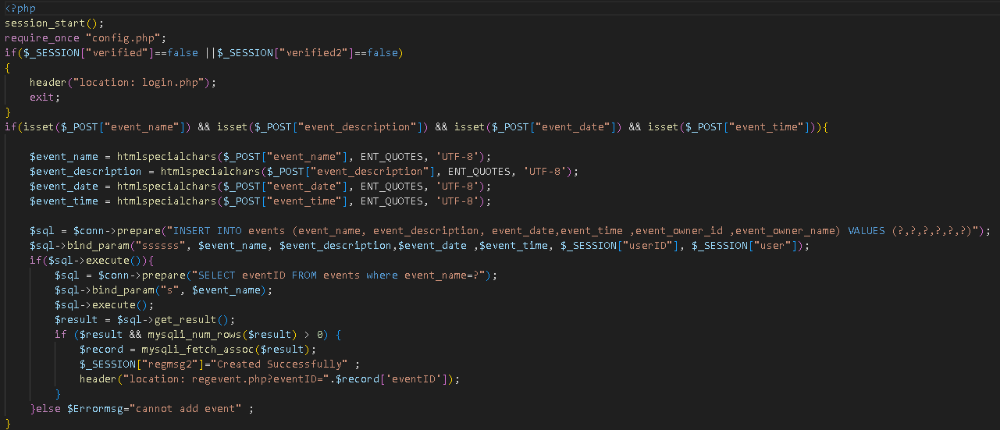 <?php
session_start();
require_once "config.php";
if($_SESSION["verified"]==false ||$_SESSION["verified2"]==false)
{
    header("location: login.php");
    exit;
}
if(isset($_POST["event_name"]) && isset($_POST["event_description"]) && isset($_POST["event_date"]) && isset($_POST["event_time"])){

    $event_name = htmlspecialchars($_POST["event_name"], ENT_QUOTES, 'UTF-8');
    $event_description = htmlspecialchars($_POST["event_description"], ENT_QUOTES, 'UTF-8');
    $event_date = htmlspecialchars($_POST["event_date"], ENT_QUOTES, 'UTF-8');
    $event_time = htmlspecialchars($_POST["event_time"], ENT_QUOTES, 'UTF-8');

    $sql = $conn->prepare("INSERT INTO events (event_name, event_description, event_date,event_time ,event_owner_id ,event_owner_name) VALUES (?,?,?,?,?,?)");
    $sql->bind_param("ssssss", $event_name, $event_description,$event_date ,$event_time, $_SESSION["userID"], $_SESSION["user"]);
    if($sql->execute()){
        $sql = $conn->prepare("SELECT eventID FROM events where event_name=?");
        $sql->bind_param("s", $event_name);
        $sql->execute();
        $result = $sql->get_result();
        if ($result && mysqli_num_rows($result) > 0) {
            $record = mysqli_fetch_assoc($result);
            $_SESSION["regmsg2"]="Created Successfully" ;
            header("location: regevent.php?eventID=".$record['eventID']);
        }
    }else $Errormsg="cannot add event" ;
}